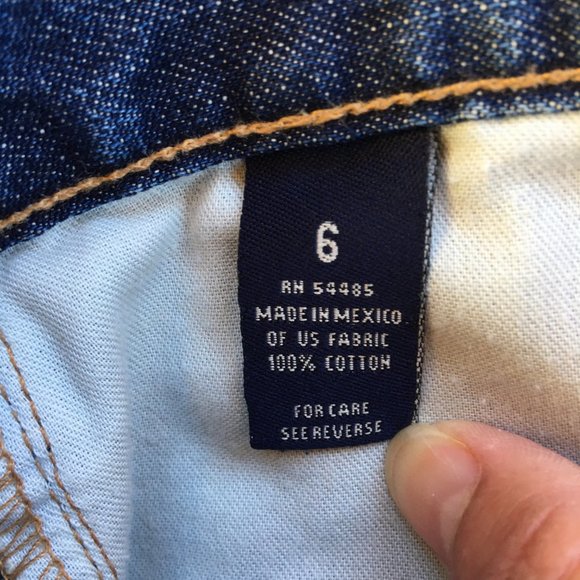 6
RN 54485
MADE IN MEXICO
OF US FABRIC
100% COTTON
FOR CARE
SEE REVERSE